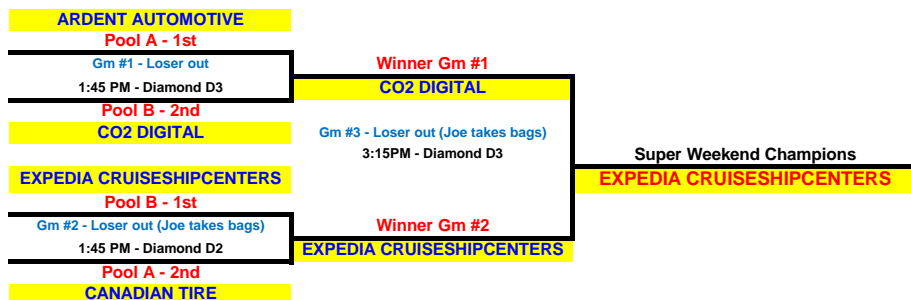 ARDENT AUTOMOTIVE
Pool A - 1st
Gm #1 - Loser out
1:45 PM - Diamond D3
Pool B - 2nd
CO2 DIGITAL
EXPEDIA CRUISESHIPCENTERS
Pool B - 1st
Gm #2 - Loser out (Joe takes bags)
1:45 PM - Diamond D2
Pool A - 2nd
CANADIAN TIRE
Winner Gm #1
CO2 DIGITAL
Gm #3 - Loser out (Joe takes bags)
3:15PM - Diamond D3
Winner Gm #2
EXPEDIA CRUISESHIPCENTERS
Super Weekend Champions
EXPEDIA CRUISESHIPCENTERS